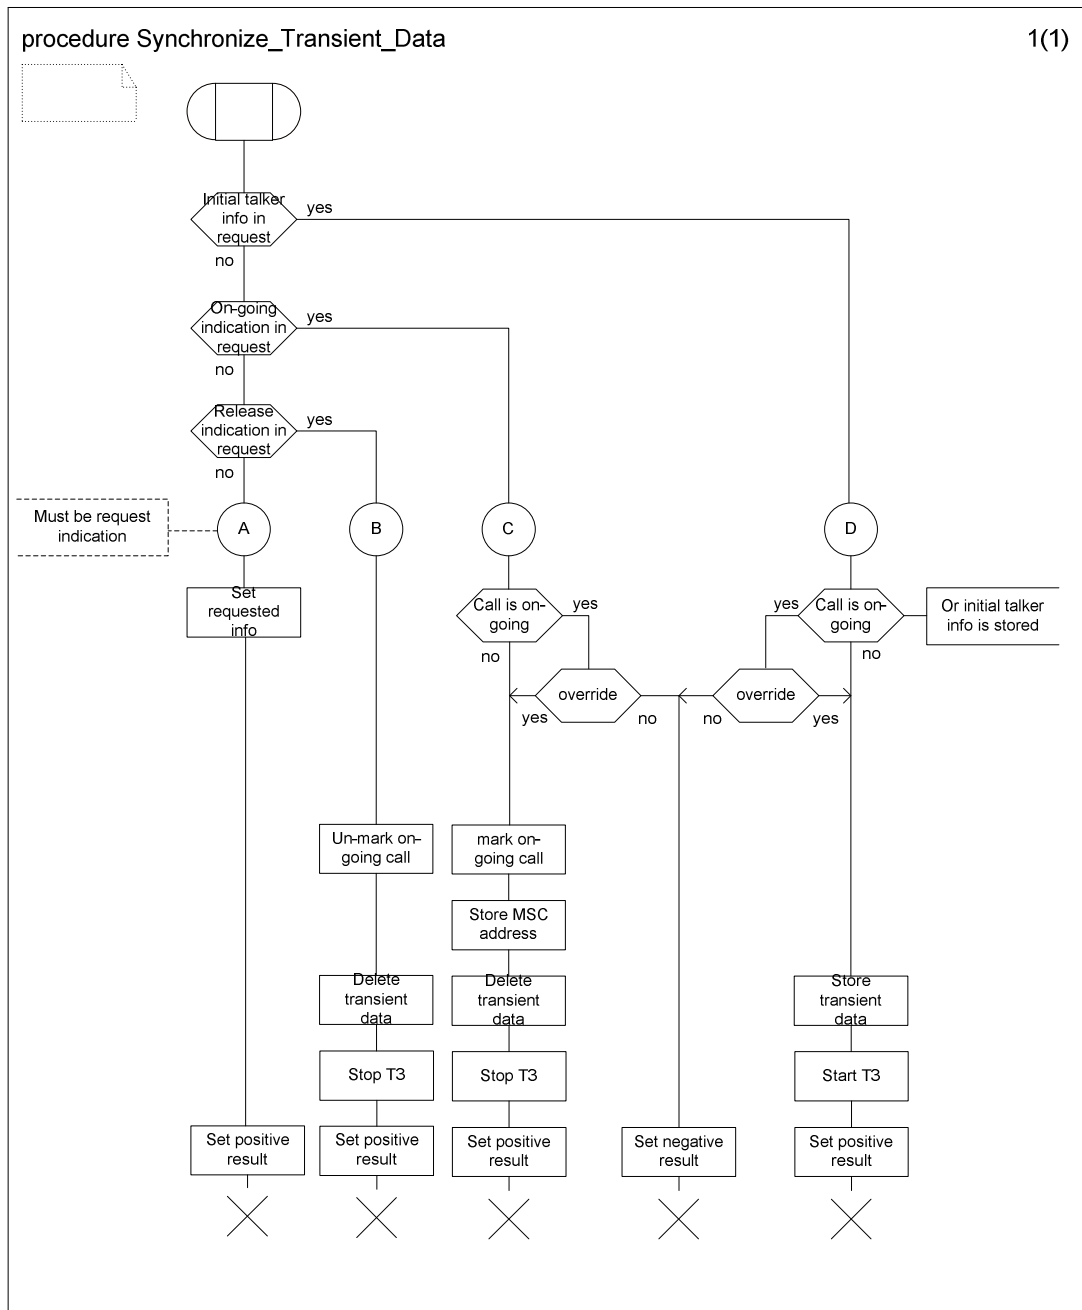 procedure Synchronize_Transient_Data
1(1)
Initial talker
info in
request
yes
no
On-going
indication in
request
yes
no
Release
indication in
request
yes
no
Must be request
indication
A
B
C
D
Set
requested
info
Call is on-
going
yes
no
yes
Call is on-
going
no
Or initial talker
info is stored
override
yes
no
override
no
yes
Un-mark on-
going call
mark on-
going call
Store MSC
address
Delete
transient
data
Delete
transient
data
Store
transient
data
Stop T3
Stop T3
Start T3
Set positive
result
Set positive
result
Set positive
result
Set negative
result
Set positive
result